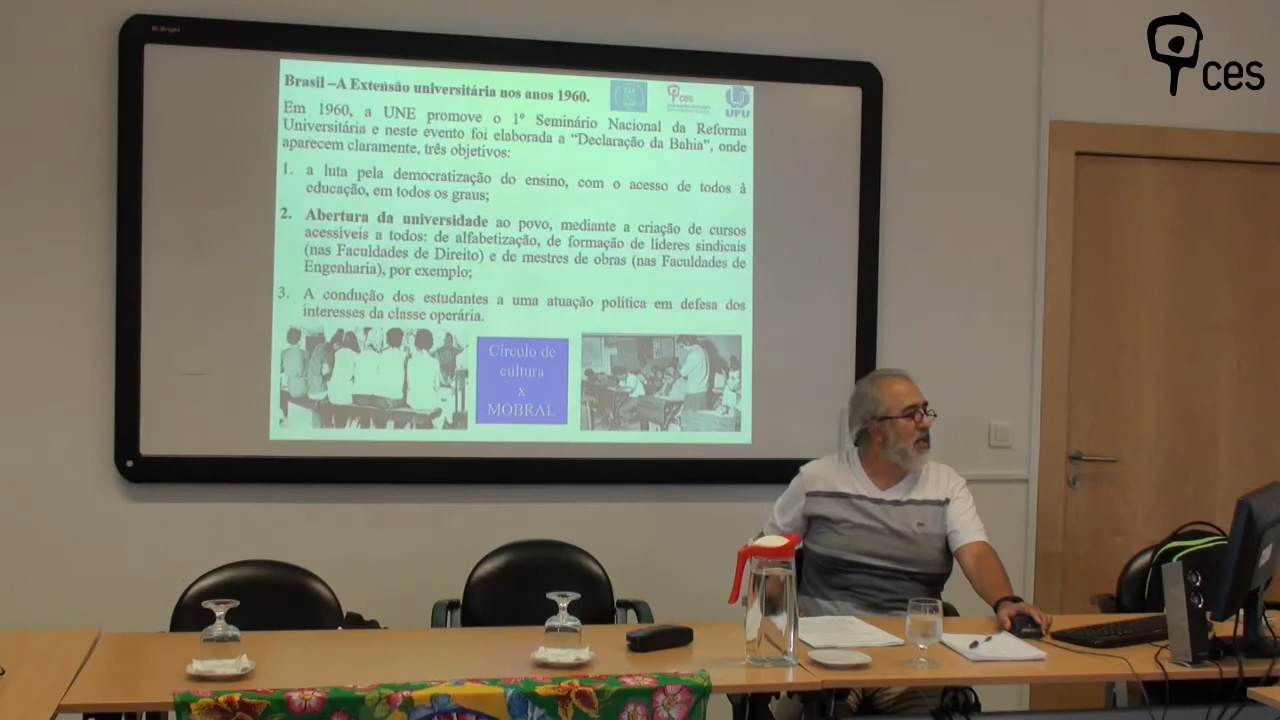 ces
Brasil –A Extensão universitária nos anos 1960.
ces
UFU
Em 1960, a UNE promove o 1º Seminário Nacional da Reforma
Universitária e neste evento foi elaborada a “Declaração da Bahia”, onde
aparecem claramente, três objetivos:
1. a luta pela democratização do ensino, com o acesso de todos à
educação, em todos os graus;
2. Abertura da universidade ao povo, mediante a criação de cursos
acessíveis a todos: de alfabetização, de formação de líderes sindicais
(nas Faculdades de Direito) e de mestres de obras (nas Faculdades de
Engenharia), por exemplo;
3. A condução dos estudantes a uma atuação política em defesa dos
interesses da classe operária.
Círculo de
cultura
x
MOBRAL